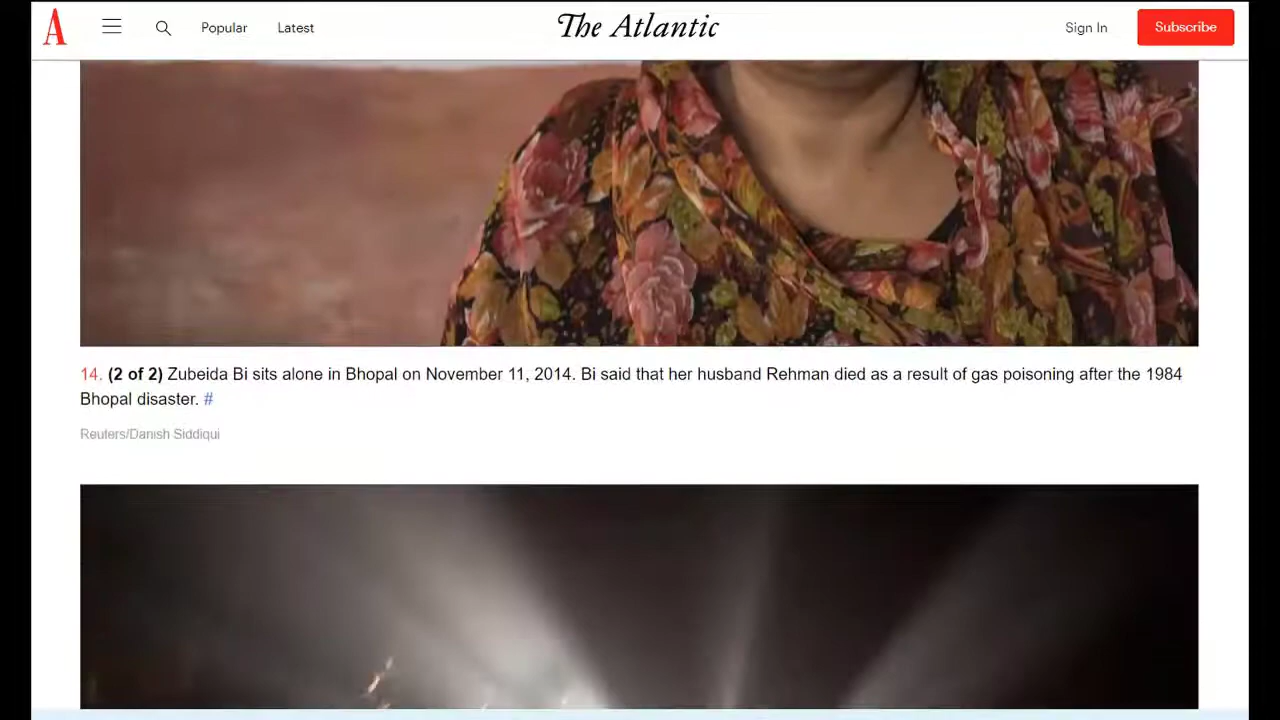 A Popular Latest The Atlantic Sign In Subscribe
14. (2 of 2) Zubeida Bi sits alone in Bhopal on November 11, 2014. Bi said that her husband Rehman died as a result of gas poisoning after the 1984
Bhopal disaster. #
Reuters/Danish Siddiqui